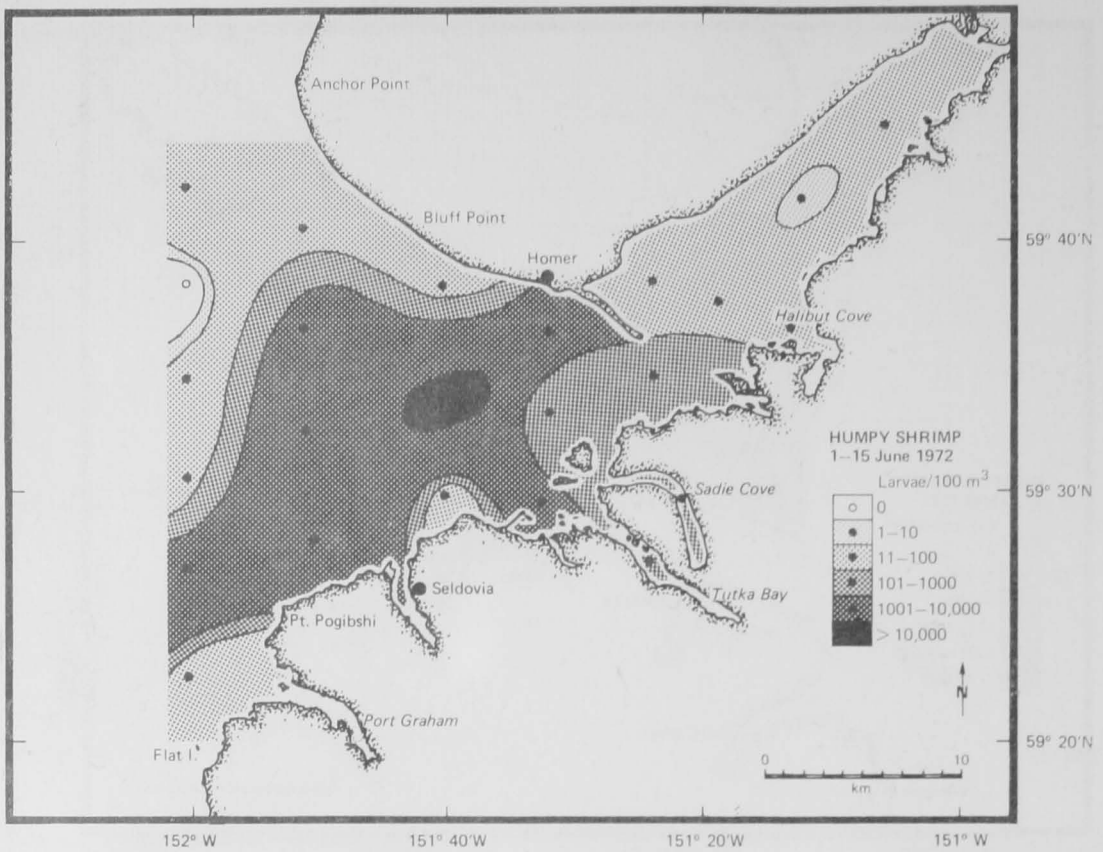 Anchor Point
Bluff Point
Homer
59° 40'N
Halibut Cove
HUMPY SHRIMP
1–15 June 1972
Larvae/100 m³
0
1–10
11–100
101–1000
1001–10,000
> 10,000
59° 30'N
Sadie Cove
Seldovia
Tutka Bay
Pt. Pogibshi
N
Port Graham
Flat I.
59° 20'N
0 10
km
152° W 151° 40'W 151° 20'W 151° W